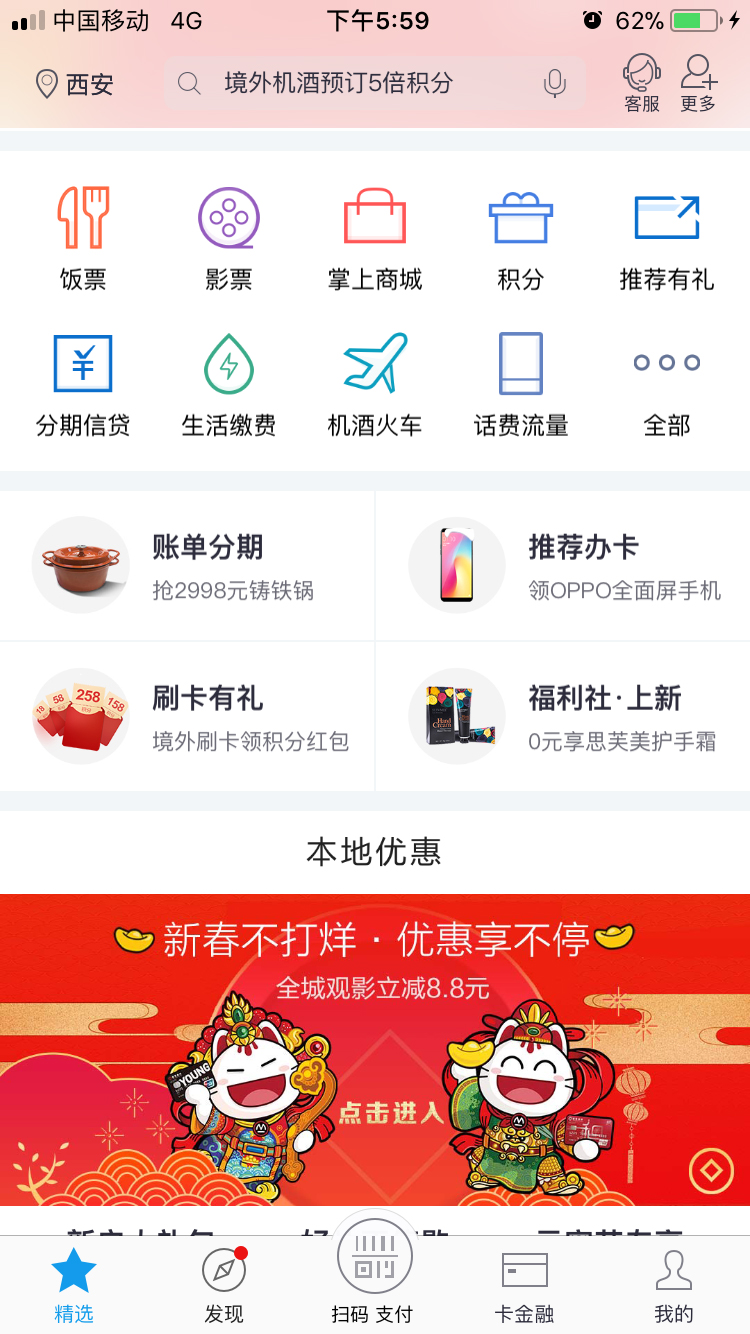 中国移动 4G 下午5:59 62%
西安 境外机酒预订5倍积分 客服 更多
饭票 影票 掌上商城 积分 推荐有礼
分期信贷 生活缴费 机酒火车 话费流量 全部
账单分期 推荐办卡
抢2998元铸铁锅 领OPPO全面屏手机
18 58 258 158
刷卡有礼 福利社·上新
境外刷卡领积分红包 0元享思芙美护手霜
Hand
Cream
本地优惠
新春不打烊·优惠享不停
全城观影立减8.8元
YOUNG
点击进入
精选 发现 扫码 支付 卡金融 我的